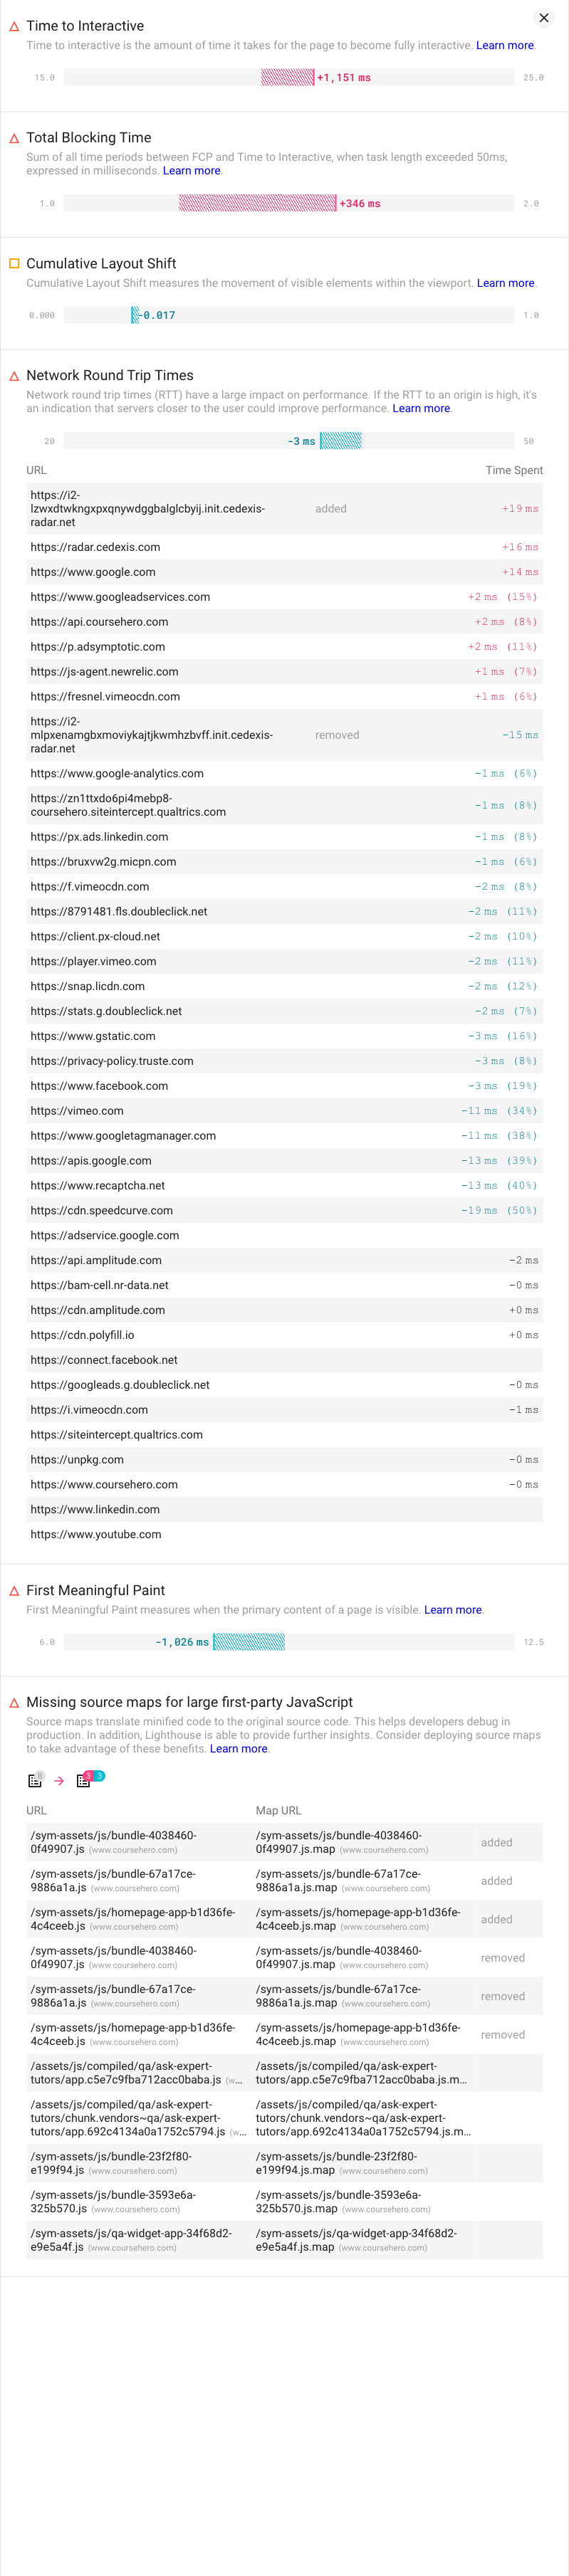 Time to Interactive
Time to interactive is the amount of time it takes for the page to become fully interactive. Learn more.
15.0 +1,151 ms 25.0
Total Blocking Time
Sum of all time periods between FCP and Time to Interactive, when task length exceeded 50ms,
expressed in milliseconds. Learn more.
1.0 +346 ms 2.0
Cumulative Layout Shift
Cumulative Layout Shift measures the movement of visible elements within the viewport. Learn more.
0.000 -0.017 1.0
Network Round Trip Times
Network round trip times (RTT) have a large impact on performance. If the RTT to an origin is high, it's
an indication that servers closer to the user could improve performance. Learn more.
20 -3 ms 50
URL Time Spent
https://i2-
lzwxdtwkngxpxqnywdggbalglcbyij.init.cedexis- added +19 ms
radar.net
https://radar.cedexis.com +16 ms
https://www.google.com +14 ms
https://www.googleadservices.com +2 ms (15%)
https://api.coursehero.com +2 ms (8%)
https://p.adsymptotic.com +2 ms (11%)
https://js-agent.newrelic.com +1 ms (7%)
https://fresnel.vimeocdn.com +1 ms (6%)
https://i2-
mlpxenamgbxmoviykajtjkwmhzbvff.init.cedexis- removed -15 ms
radar.net
https://www.google-analytics.com -1 ms (6%)
https://zn1ttxdo6pi4mebp8-
coursehero.siteintercept.qualtrics.com -1 ms (8%)
https://px.ads.linkedin.com -1 ms (8%)
https://bruxvw2g.micpn.com -1 ms (6%)
https://f.vimeocdn.com -2 ms (8%)
https://8791481.fls.doubleclick.net -2 ms (11%)
https://client.px-cloud.net -2 ms (10%)
https://player.vimeo.com -2 ms (11%)
https://snap.licdn.com -2 ms (12%)
https://stats.g.doubleclick.net -2 ms (7%)
https://www.gstatic.com -3 ms (16%)
https://privacy-policy.truste.com -3 ms (8%)
https://www.facebook.com -3 ms (19%)
https://vimeo.com -11 ms (34%)
https://www.googletagmanager.com -11 ms (38%)
https://apis.google.com -13 ms (39%)
https://www.recaptcha.net -13 ms (40%)
https://cdn.speedcurve.com -19 ms (50%)
https://adservice.google.com
https://api.amplitude.com -2 ms
https://bam-cell.nr-data.net -0 ms
https://cdn.amplitude.com +0 ms
https://cdn.polyfill.io +0 ms
https://connect.facebook.net
https://googleads.g.doubleclick.net -0 ms
https://i.vimeocdn.com -1 ms
https://siteintercept.qualtrics.com
https://unpkg.com -0 ms
https://www.coursehero.com -0 ms
https://www.linkedin.com
https://www.youtube.com
First Meaningful Paint
First Meaningful Paint measures when the primary content of a page is visible. Learn more.
6.0 -1,026 ms 12.5
Missing source maps for large first-party JavaScript
Source maps translate minified code to the original source code. This helps developers debug in
production. In addition, Lighthouse is able to provide further insights. Consider deploying source maps
to take advantage of these benefits. Learn more.
8 → 3 3
URL Map URL
/sym-assets/js/bundle-4038460- /sym-assets/js/bundle-4038460- added
0f49907.js (www.coursehero.com) 0f49907.js.map (www.coursehero.com)
/sym-assets/js/bundle-67a17ce- /sym-assets/js/bundle-67a17ce- added
9886a1a.js (www.coursehero.com) 9886a1a.js.map (www.coursehero.com)
/sym-assets/js/homepage-app-b1d36fe- /sym-assets/js/homepage-app-b1d36fe- added
4c4ceeb.js (www.coursehero.com) 4c4ceeb.js.map (www.coursehero.com)
/sym-assets/js/bundle-4038460- /sym-assets/js/bundle-4038460- removed
0f49907.js (www.coursehero.com) 0f49907.js.map (www.coursehero.com)
/sym-assets/js/bundle-67a17ce- /sym-assets/js/bundle-67a17ce- removed
9886a1a.js (www.coursehero.com) 9886a1a.js.map (www.coursehero.com)
/sym-assets/js/homepage-app-b1d36fe- /sym-assets/js/homepage-app-b1d36fe- removed
4c4ceeb.js (www.coursehero.com) 4c4ceeb.js.map (www.coursehero.com)
/assets/js/compiled/qa/ask-expert- /assets/js/compiled/qa/ask-expert-
tutors/app.c5e7c9fba712acc0baba.js (w... tutors/app.c5e7c9fba712acc0baba.js.m...
/assets/js/compiled/qa/ask-expert- /assets/js/compiled/qa/ask-expert-
tutors/chunk.vendors~qa/ask-expert- tutors/chunk.vendors~qa/ask-expert-
tutors/app.692c4134a0a1752c5794.js (w... tutors/app.692c4134a0a1752c5794.js.m...
/sym-assets/js/bundle-23f2f80- /sym-assets/js/bundle-23f2f80-
e199f94.js (www.coursehero.com) e199f94.js.map (www.coursehero.com)
/sym-assets/js/bundle-3593e6a- /sym-assets/js/bundle-3593e6a-
325b570.js (www.coursehero.com) 325b570.js.map (www.coursehero.com)
/sym-assets/js/qa-widget-app-34f68d2- /sym-assets/js/qa-widget-app-34f68d2-
e9e5a4f.js (www.coursehero.com) e9e5a4f.js.map (www.coursehero.com)